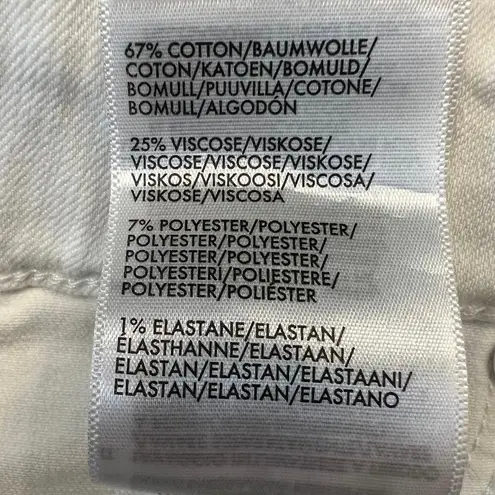 67% COTTON/BAUMWOLLE/
COTON/KATOEN/BOMULD/
BOMULL/PUUVILLA/COTONE/
BOMULL/ALGODÓN
25% VISCOSE/VISKOSE/
VISCOSE/VISCOSE/VISKOSE/
VISKOS/VISKOOSI/VISCOSA/
VISKOSE/VISCOSA
7% POLYESTER/POLYESTER/
POLYESTER/POLYESTER/
POLYESTER/POLYESTER/
POLYESTERI/POLIESTERE/
POLYESTER/POLIÉSTER
1% ELASTANE/ELASTAN/
ÉLASTHANNE/ELASTAAN/
ELASTAN/ELASTAN/ELASTAANI/
ELASTAN/ELASTAN/ELASTANO